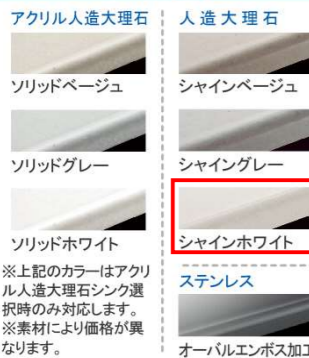 アクリル人造大理石
ソリッドベージュ
ソリッドグレー
ソリッドホワイト
※上記のカラーはアクリ
ル人造大理石シンク選
択時のみ対応します。
※素材により価格が異
なります。
人造大理石
シャインベージュ
シャイングレー
シャインホワイト
ステンレス
オーバルエンボス加工